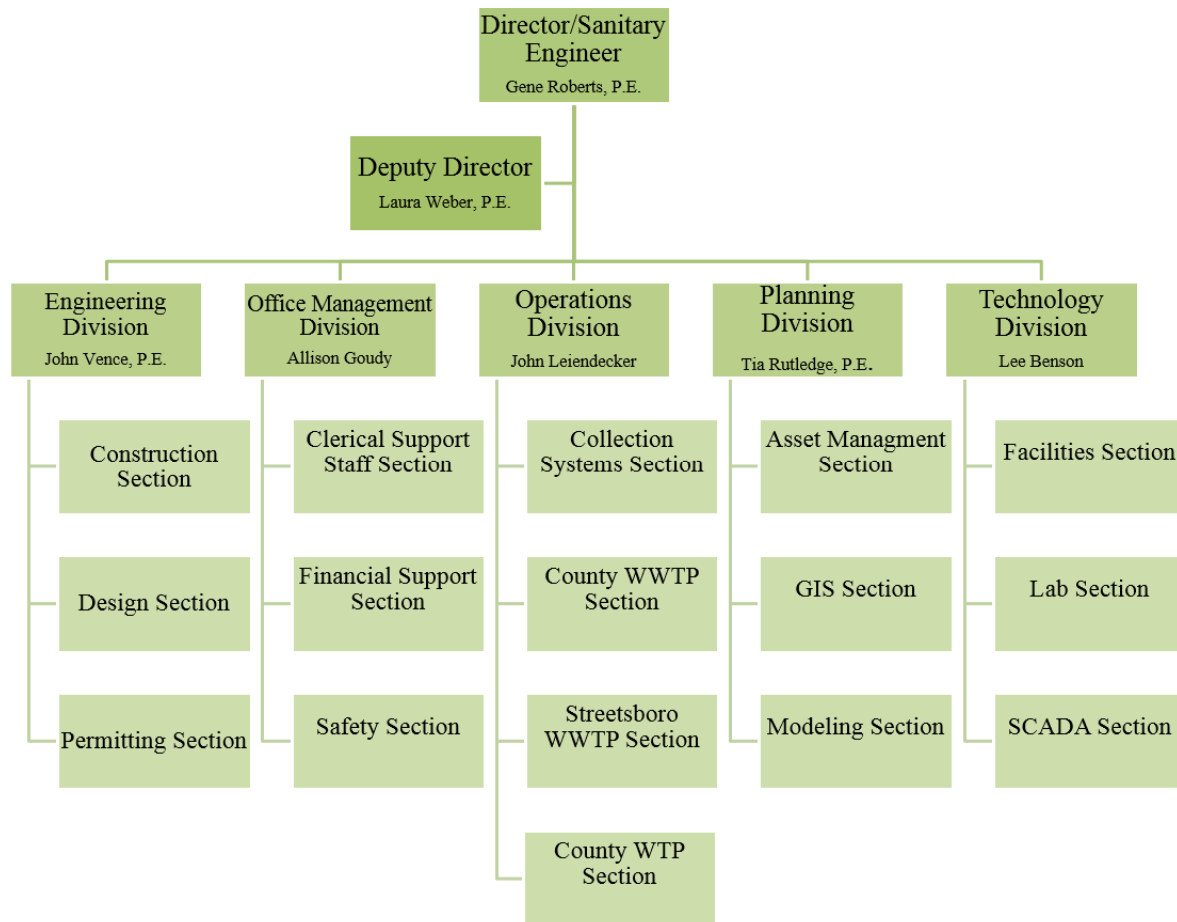 Director/Sanitary
Engineer
Gene Roberts, P.E.
Deputy Director
Laura Weber, P.E.
Engineering
Division
John Vence, P.E.
Office Management
Division
Allison Goudy
Operations
Division
John Leiendecker
Planning
Division
Tia Rutledge, P.E.
Technology
Division
Lee Benson
Construction
Section
Design Section
Permitting Section
Clerical Support
Staff Section
Financial Support
Section
Safety Section
Collection
Systems Section
County WWTP
Section
Streetsboro
WWTP Section
County WTP
Section
Asset Managment
Section
GIS Section
Modeling Section
Facilities Section
Lab Section
SCADA Section